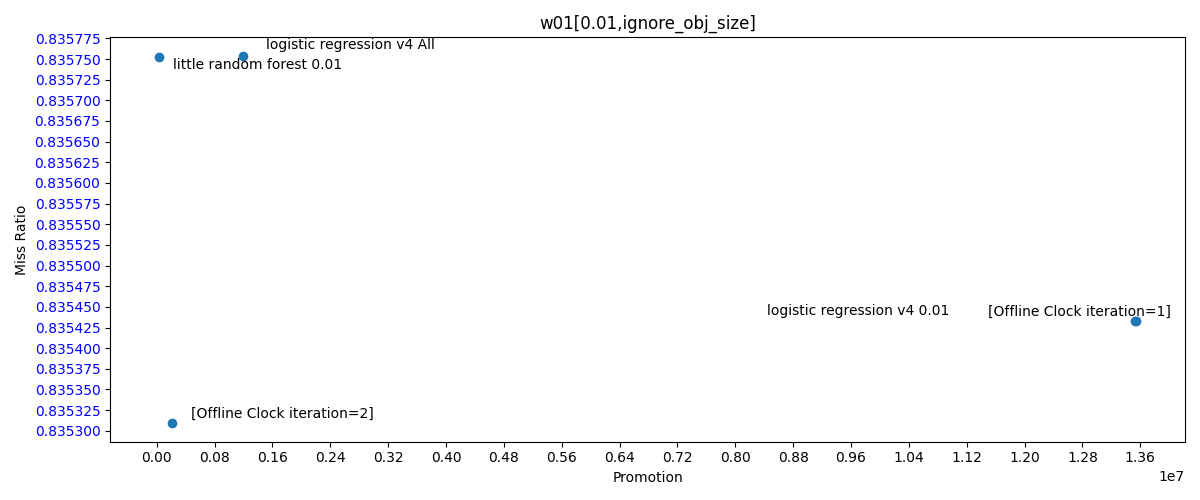 w01[0.01,ignore_obj_size]
0.835775
0.835750
0.835725
0.835700
0.835675
0.835650
0.835625
0.835600
0.835575
0.835550
0.835525
0.835500
0.835475
0.835450
0.835425
0.835400
0.835375
0.835350
0.835325
0.835300
Miss Ratio
logistic regression v4 All
little random forest 0.01
logistic regression v4 0.01
[Offline Clock iteration=1]
[Offline Clock iteration=2]
0.00 0.08 0.16 0.24 0.32 0.40 0.48 0.56 0.64 0.72 0.80 0.88 0.96 1.04 1.12 1.20 1.28 1.36
1e7
Promotion